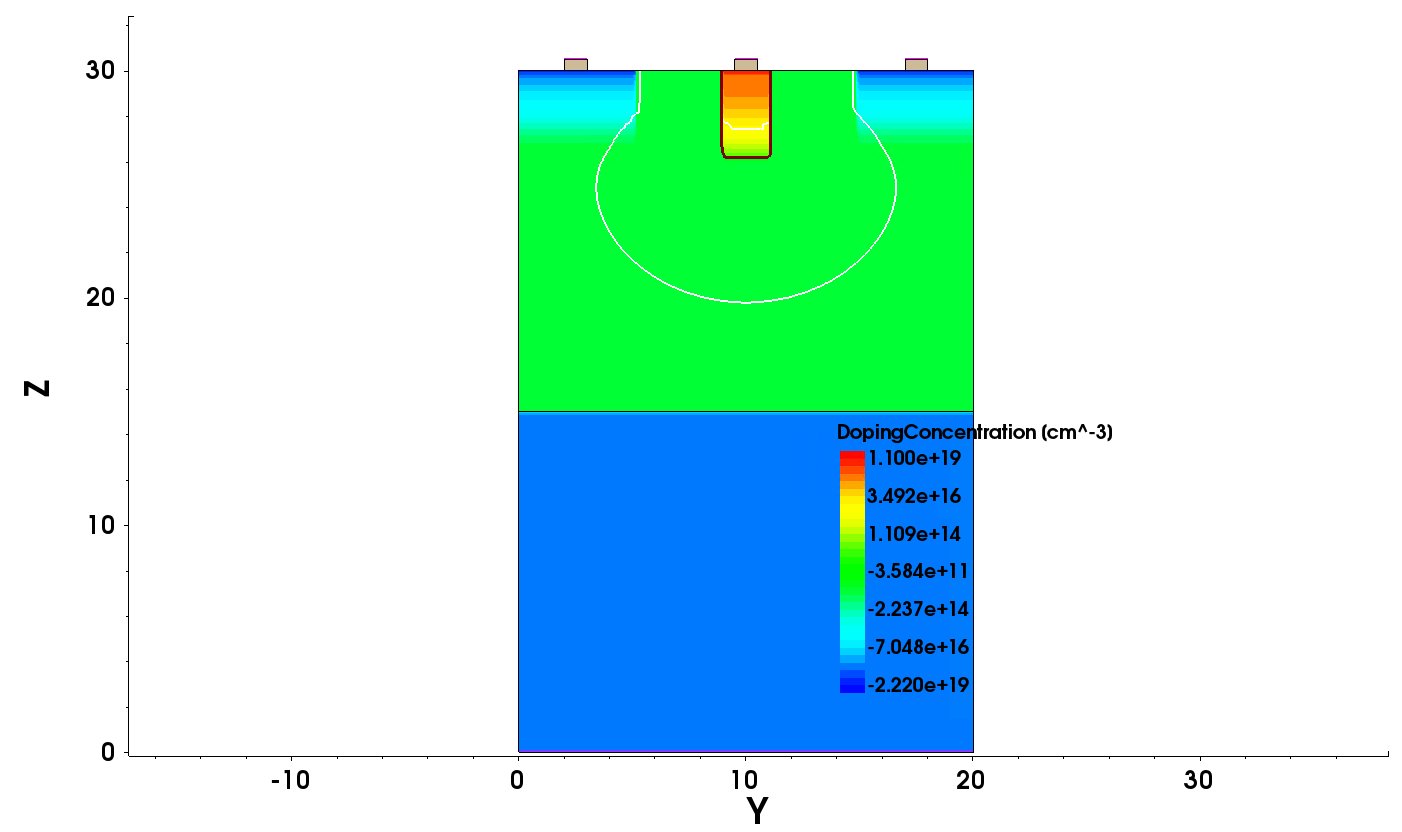 30
20
10
0
Z
DopingConcentration (cm^-3)
1.100e+19
3.492e+16
1.109e+14
-3.584e+11
-2.237e+14
-7.048e+16
-2.220e+19
-10 0 10 20 30
Y